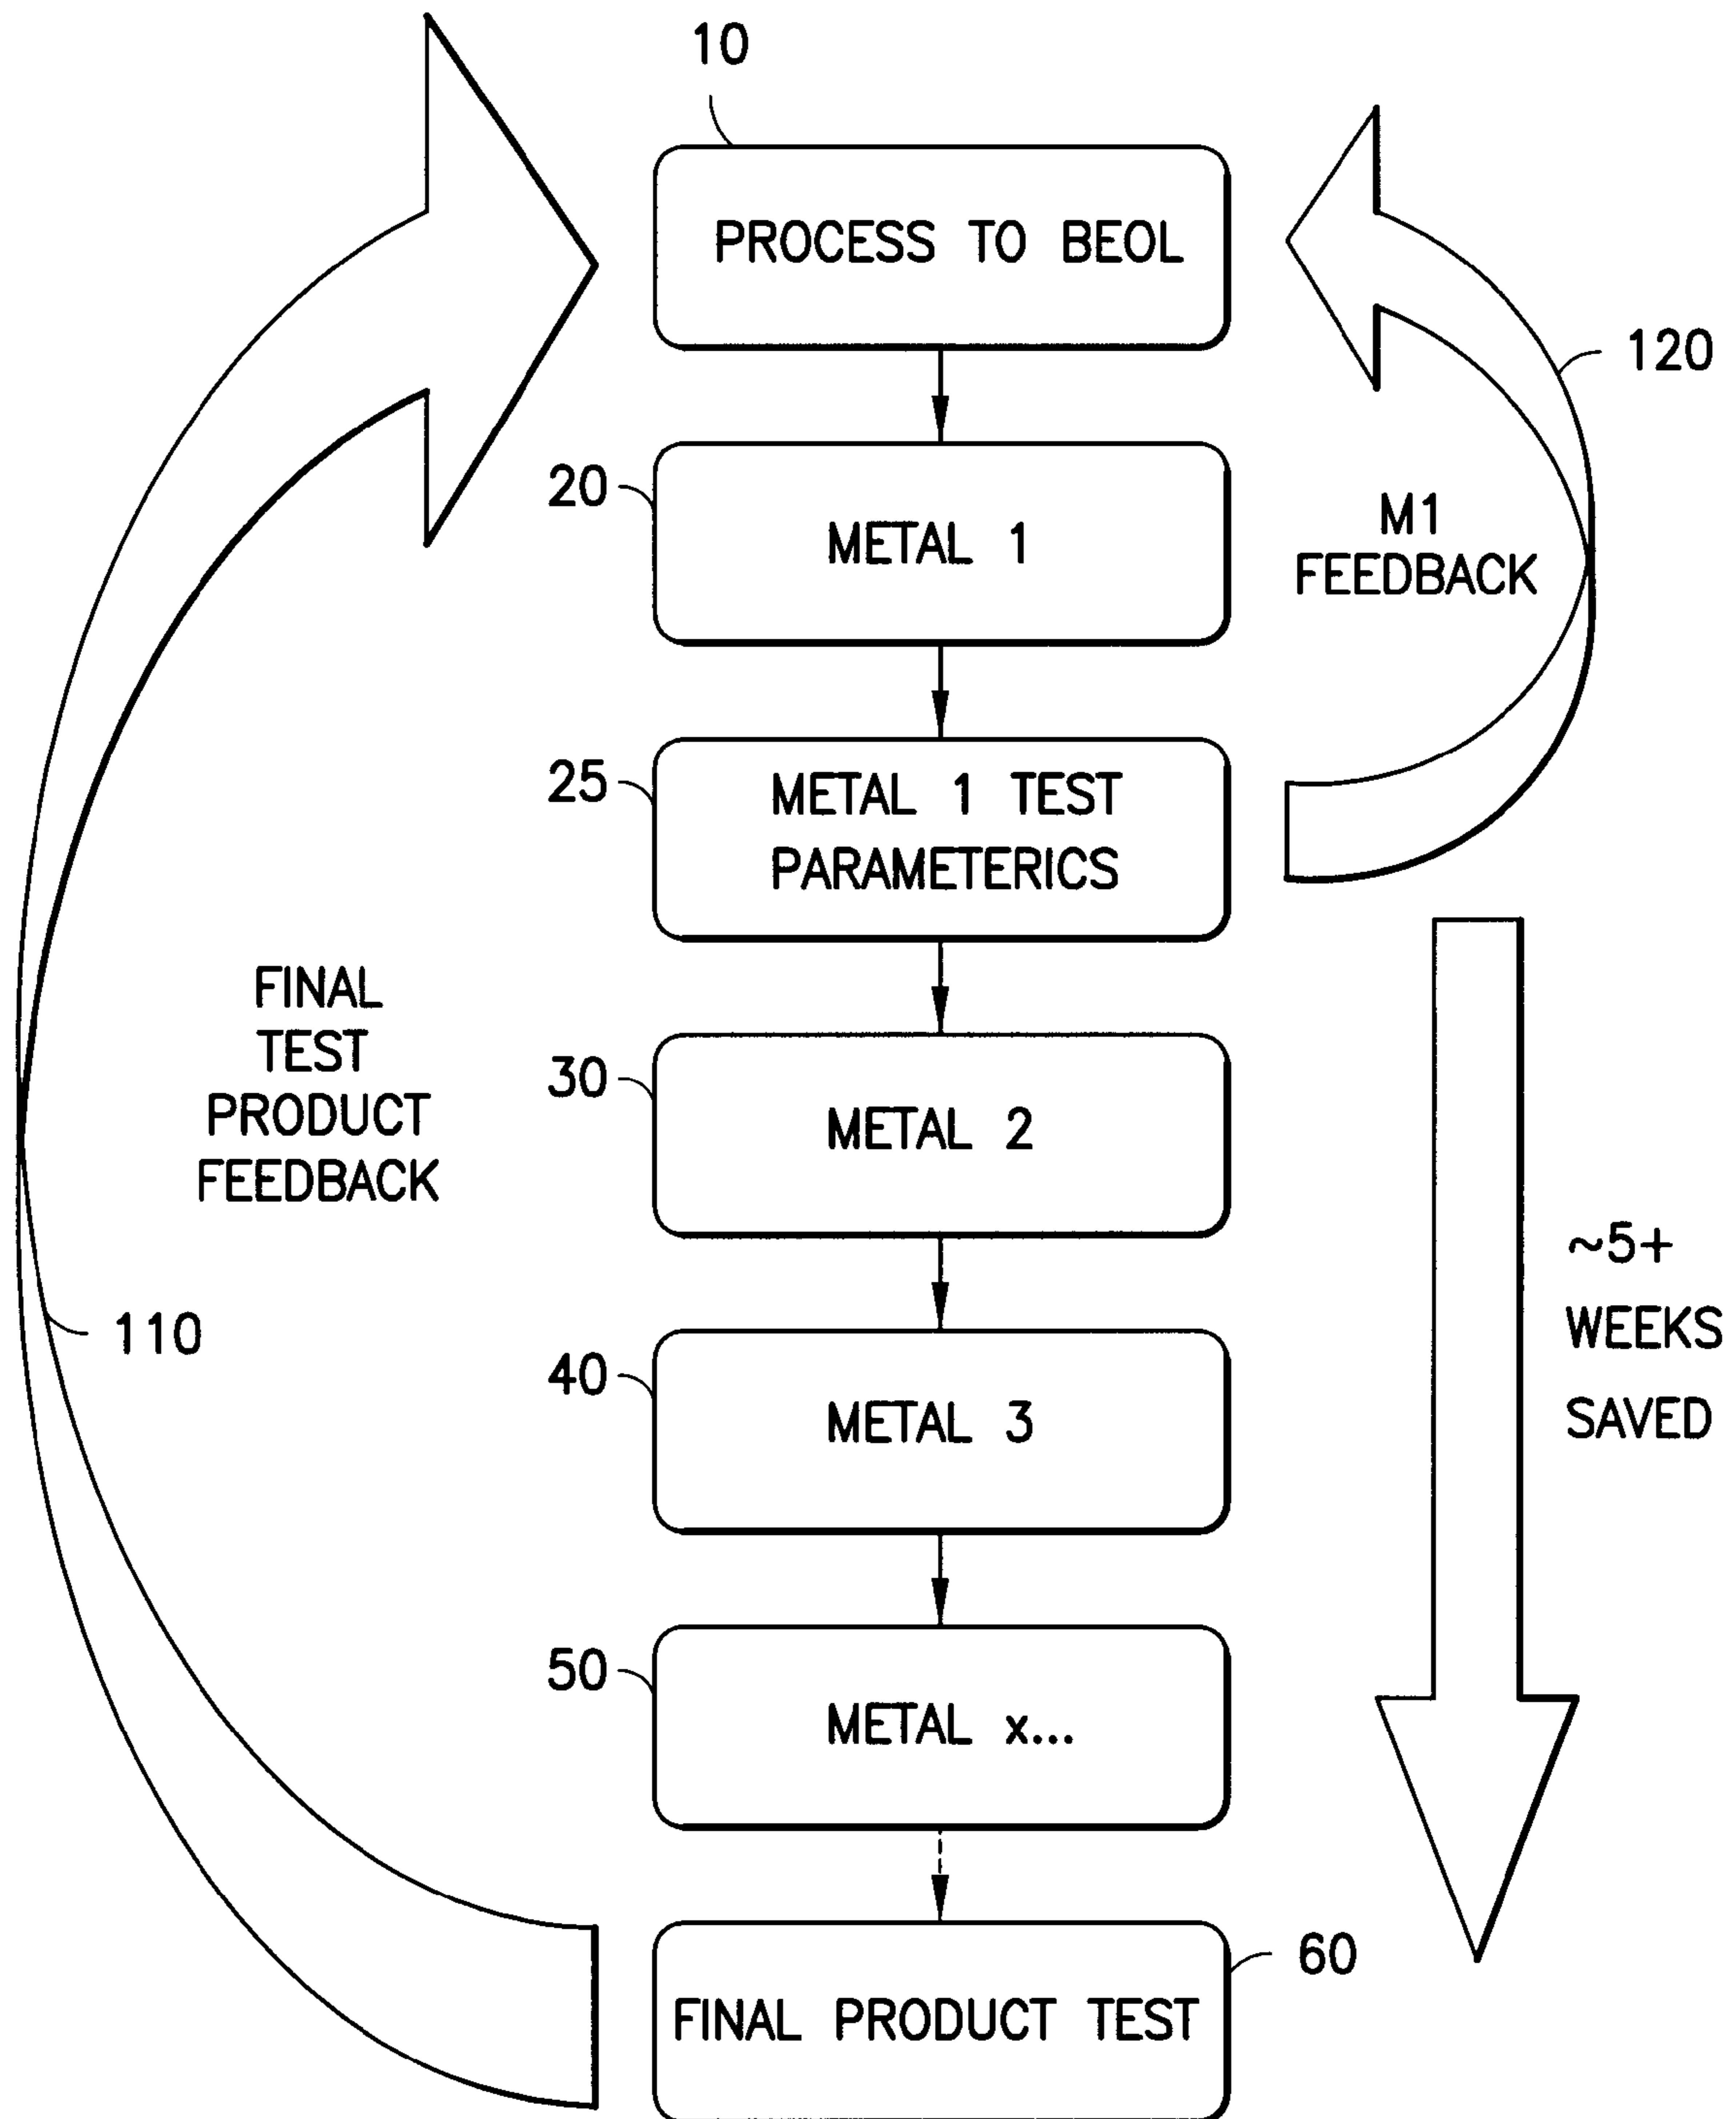 10
PROCESS TO BEOL
120
20
METAL 1
M1
FEEDBACK
25
METAL 1 TEST
PARAMETERICS
FINAL
TEST
PRODUCT
FEEDBACK
30
METAL 2
~5+
WEEKS
SAVED
110
40
METAL 3
50
METAL x...
60
FINAL PRODUCT TEST